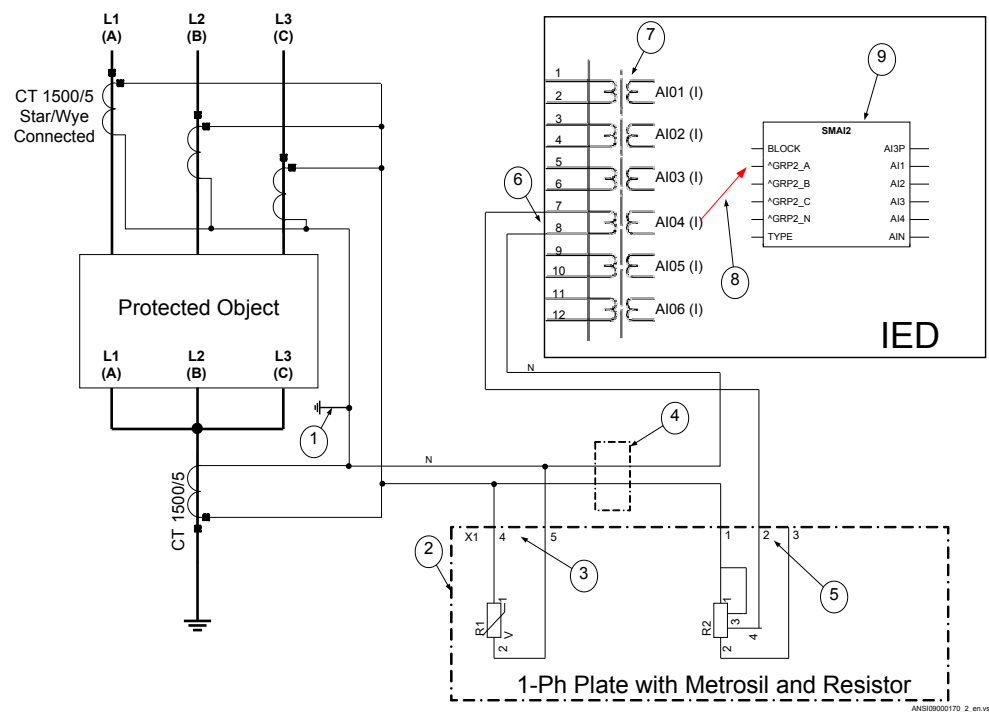 L1 L2 L3
(A) (B) (C)
CT 1500/5
Star/Wye
Connected
Protected Object
L1 L2 L3
(A) (B) (C)
CT 1500/5
1
N
N
4
6
7
1
2
AI01 (I)
3
4
AI02 (I)
5
6
AI03 (I)
7
8
AI04 (I)
9
10
AI05 (I)
11
12
AI06 (I)
8
9
SMAI2
BLOCK AI3P
^GRP2_A AI1
^GRP2_B AI2
^GRP2_C AI3
^GRP2_N AI4
TYPE AIN
IED
2
X1 4 5
3
1 2 3
5
R1
1
V
2
R2
1
3
4
2
1-Ph Plate with Metrosil and Resistor
ANSI09000170_2_en.vs